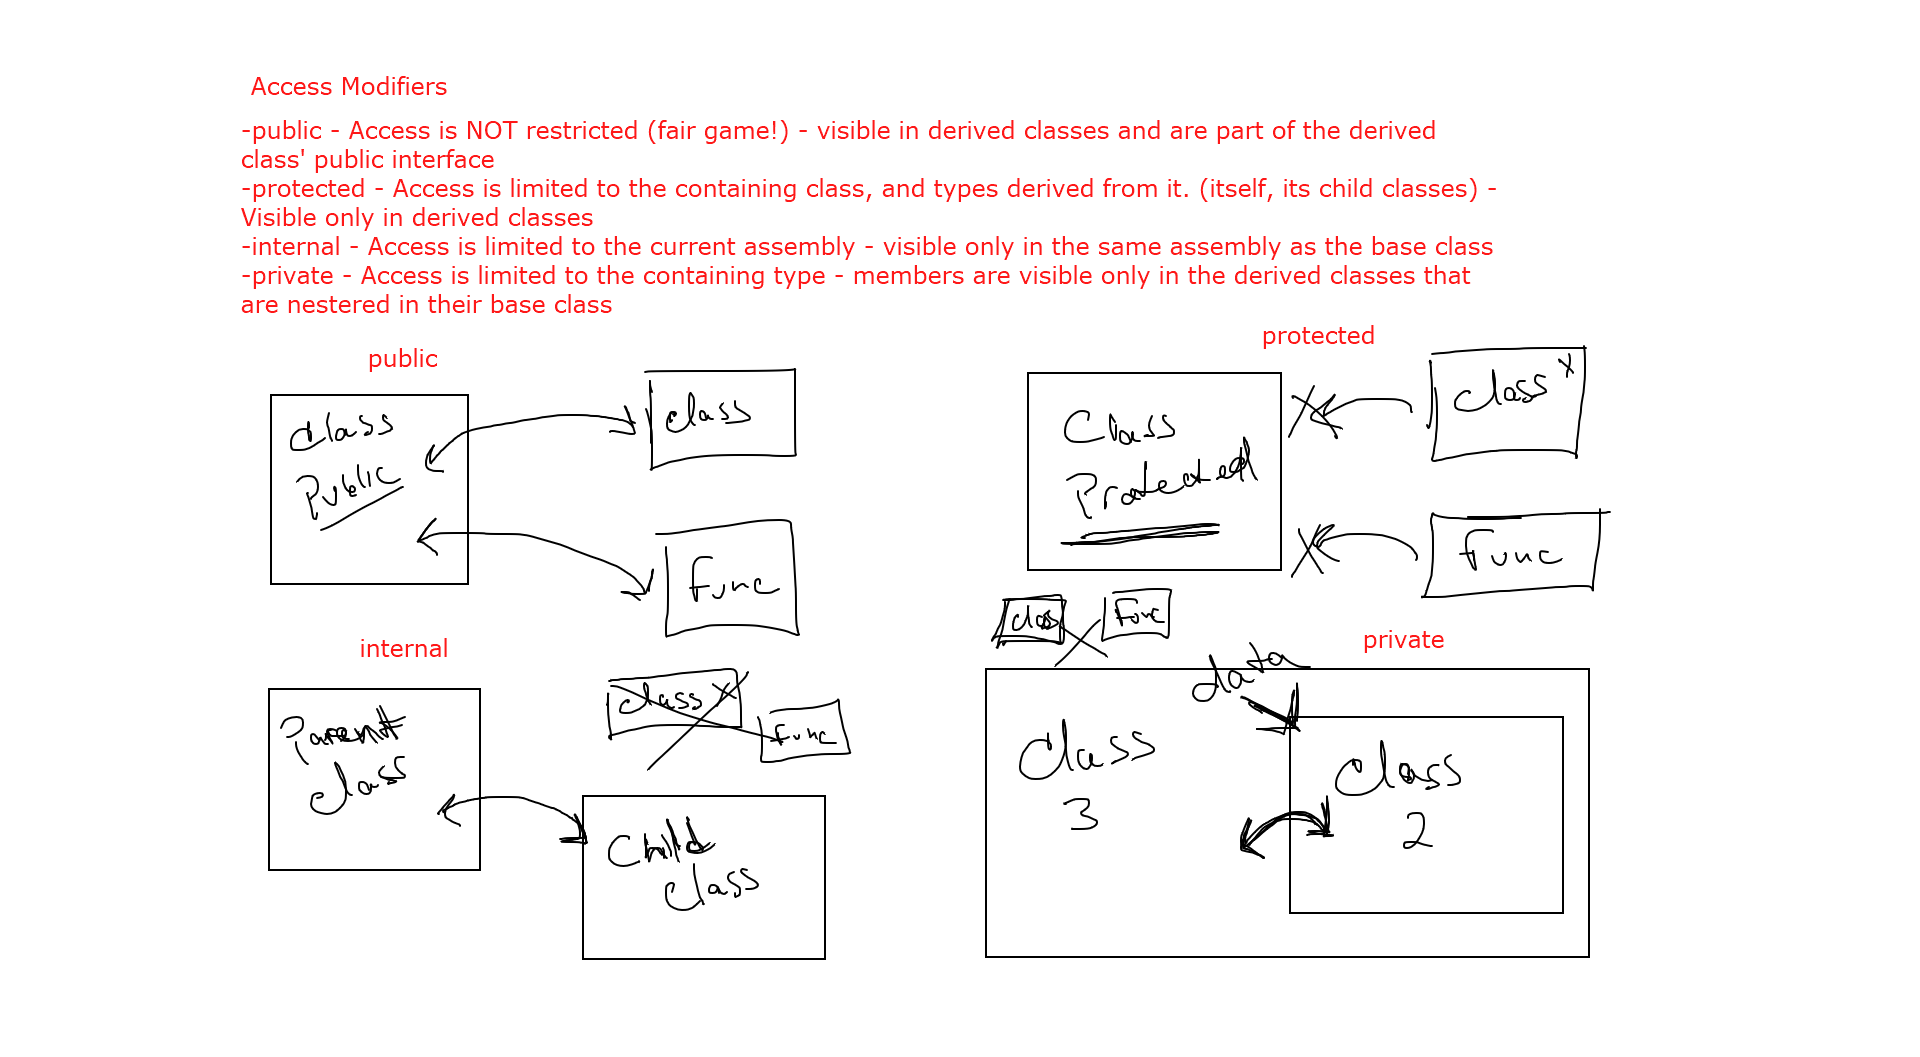 Access Modifiers
-public - Access is NOT restricted (fair game!) - visible in derived classes and are part of the derived
class' public interface
-protected - Access is limited to the containing class, and types derived from it. (itself, its child classes) -
Visible only in derived classes
-internal - Access is limited to the current assembly - visible only in the same assembly as the base class
-private - Access is limited to the containing type - members are visible only in the derived classes that
are nestered in their base class
public
class
Public
class
Func
protected
Class
Protected
class x
Func
internal
Parent
class
class x
Func
Child
class
private
class
Func
data
Class
3
Class
2